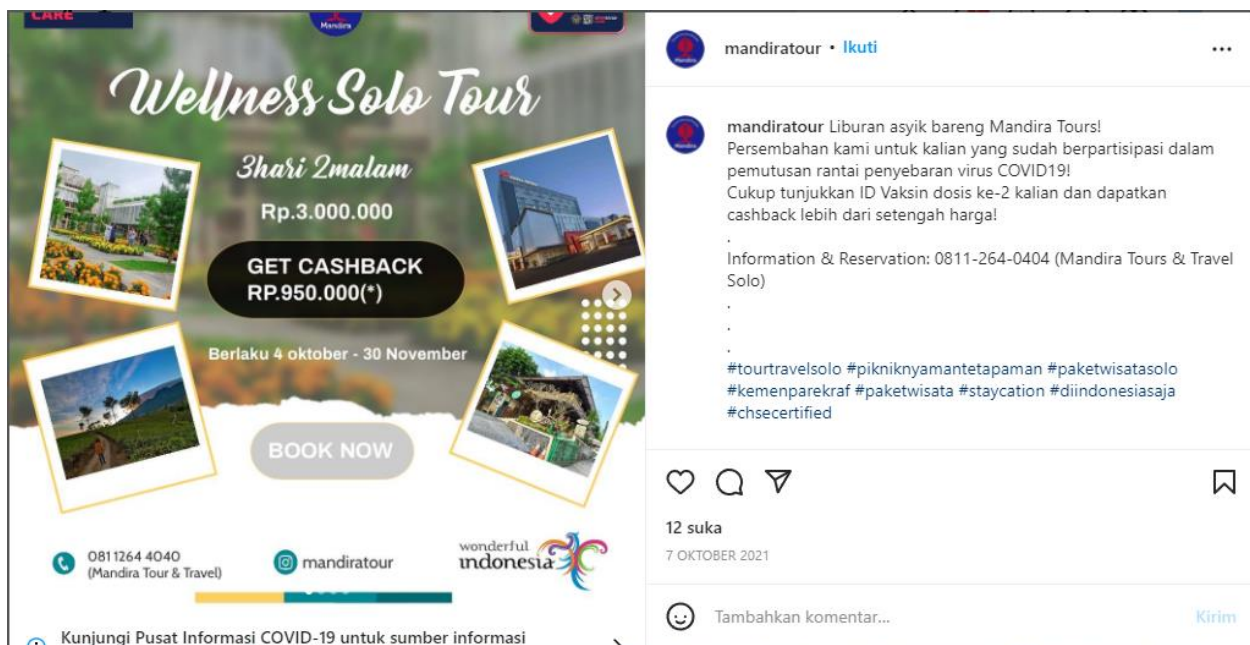 CARE
Mandira
Wellness Solo Tour
3hari 2malam
Rp.3.000.000
GET CASHBACK
RP.950.000(*)
Berlaku 4 oktober - 30 November
BOOK NOW
0811264 4040
(Mandira Tour & Travel)
mandiratour
wonderful
indonesia
Kunjungi Pusat Informasi COVID-19 untuk sumber informasi
mandiratour • Ikuti
mandiratour Liburan asyik bareng Mandira Tours!
Persembahan kami untuk kalian yang sudah berpartisipasi dalam
pemutusan rantai penyebaran virus COVID19!
Cukup tunjukkan ID Vaksin dosis ke-2 kalian dan dapatkan
cashback lebih dari setengah harga!
.
Information & Reservation: 0811-264-0404 (Mandira Tours & Travel
Solo)
.
.
.
#tourtravelsolo #pikniknyamantetapaman #paketwisatasolo
#kemenparekraf #paketwisata #staycation #diindonesiasaja
#chsecertified
12 suka
7 OKTOBER 2021
Tambahkan komentar...
Kirim